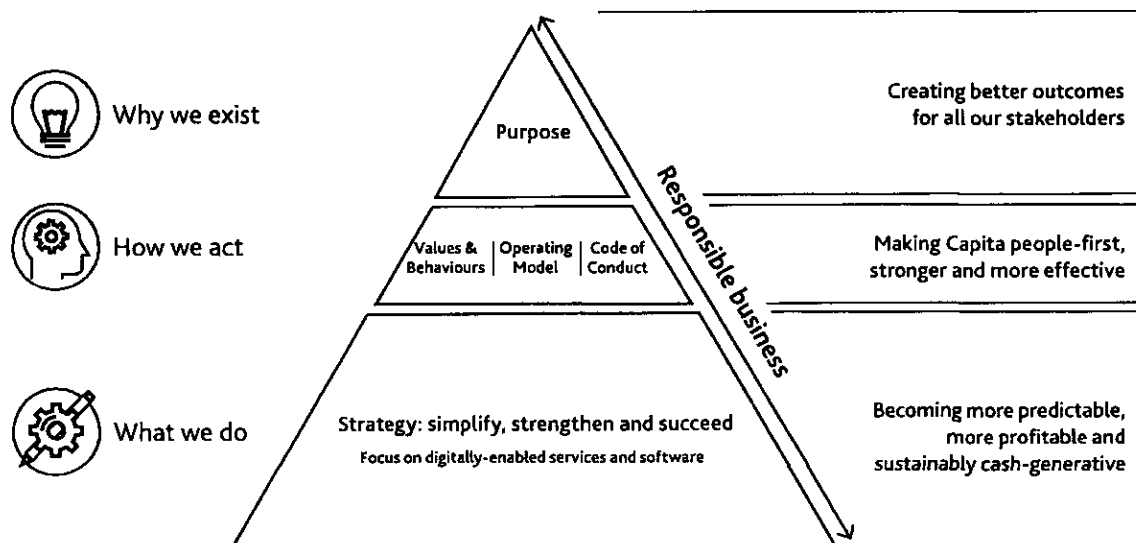 Why we exist
Purpose
Creating better outcomes
for all our stakeholders
How we act
Values &
Behaviours
Operating
Model
Code of
Conduct
Making Capita people-first,
stronger and more effective
Responsible business
What we do
Strategy: simplify, strengthen and succeed
Focus on digitally-enabled services and software
Becoming more predictable,
more profitable and
sustainably cash-generative